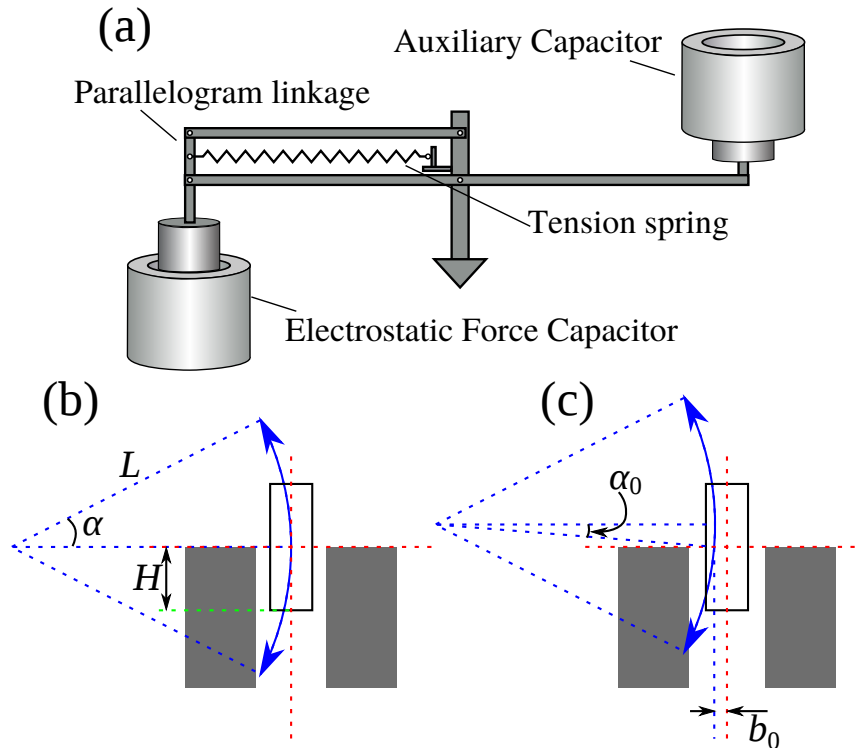 (a)
Auxiliary Capacitor
Parallelogram linkage
Tension spring
Electrostatic Force Capacitor
(b)
(c)
L
α
H
α₀
b₀